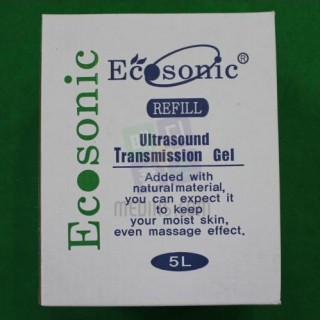 Ecosonic
Ecosonic®
REFILL
Ultrasound
Transmission Gel
Added with
natural material,
you can expect it
to keep
your moist skin,
even massage effect.
5L